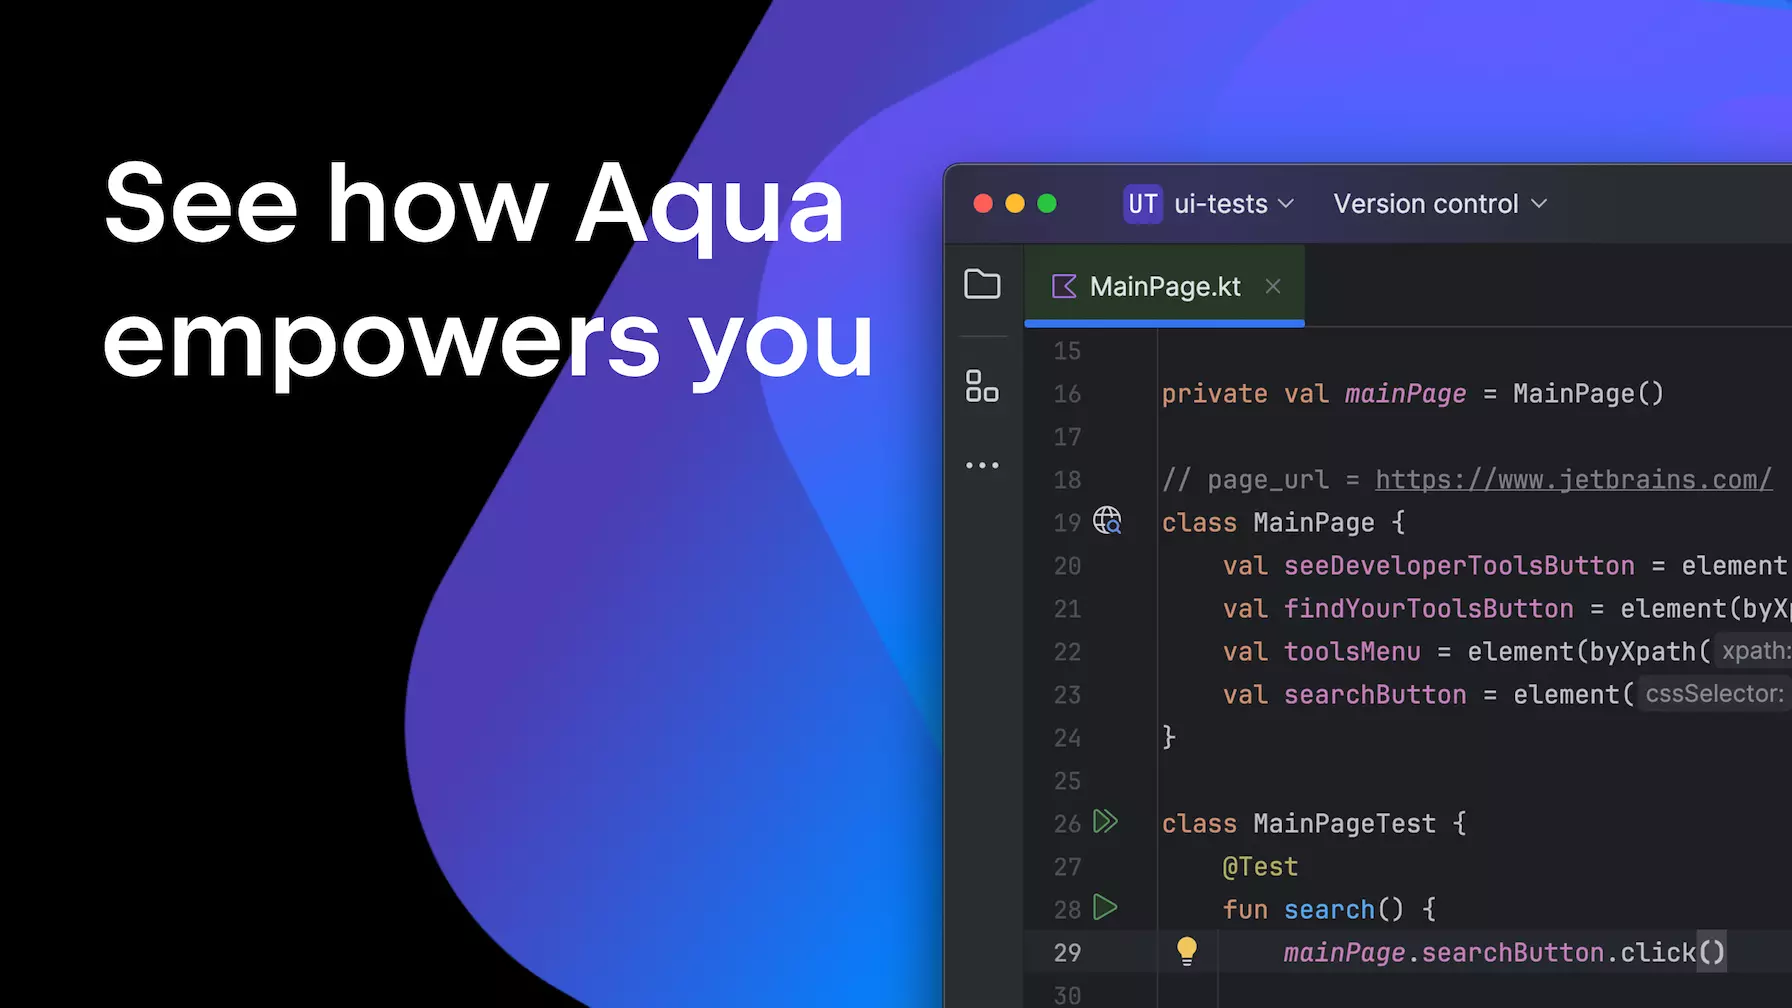 See how Aqua
empowers you
UT ui-tests Version control
MainPage.kt
15
16 private val mainPage = MainPage()
17
18 // page_url = https://www.jetbrains.com/
19 class MainPage {
20 val seeDeveloperToolsButton = element
21 val findYourToolsButton = element(byXp
22 val toolsMenu = element(byXpath( xpath:
23 val searchButton = element( cssSelector:
24 }
25
26 class MainPageTest {
27 @Test
28 fun search() {
29 mainPage.searchButton.click()
30